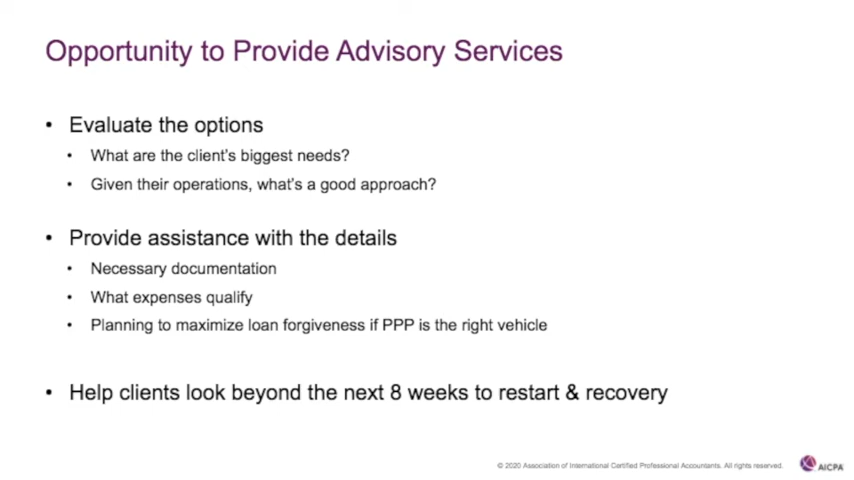 Opportunity to Provide Advisory Services
• Evaluate the options
• What are the client's biggest needs?
• Given their operations, what's a good approach?
• Provide assistance with the details
• Necessary documentation
• What expenses qualify
• Planning to maximize loan forgiveness if PPP is the right vehicle
• Help clients look beyond the next 8 weeks to restart & recovery
© 2020 Association of International Certified Professional Accountants. All rights reserved.
AICPA